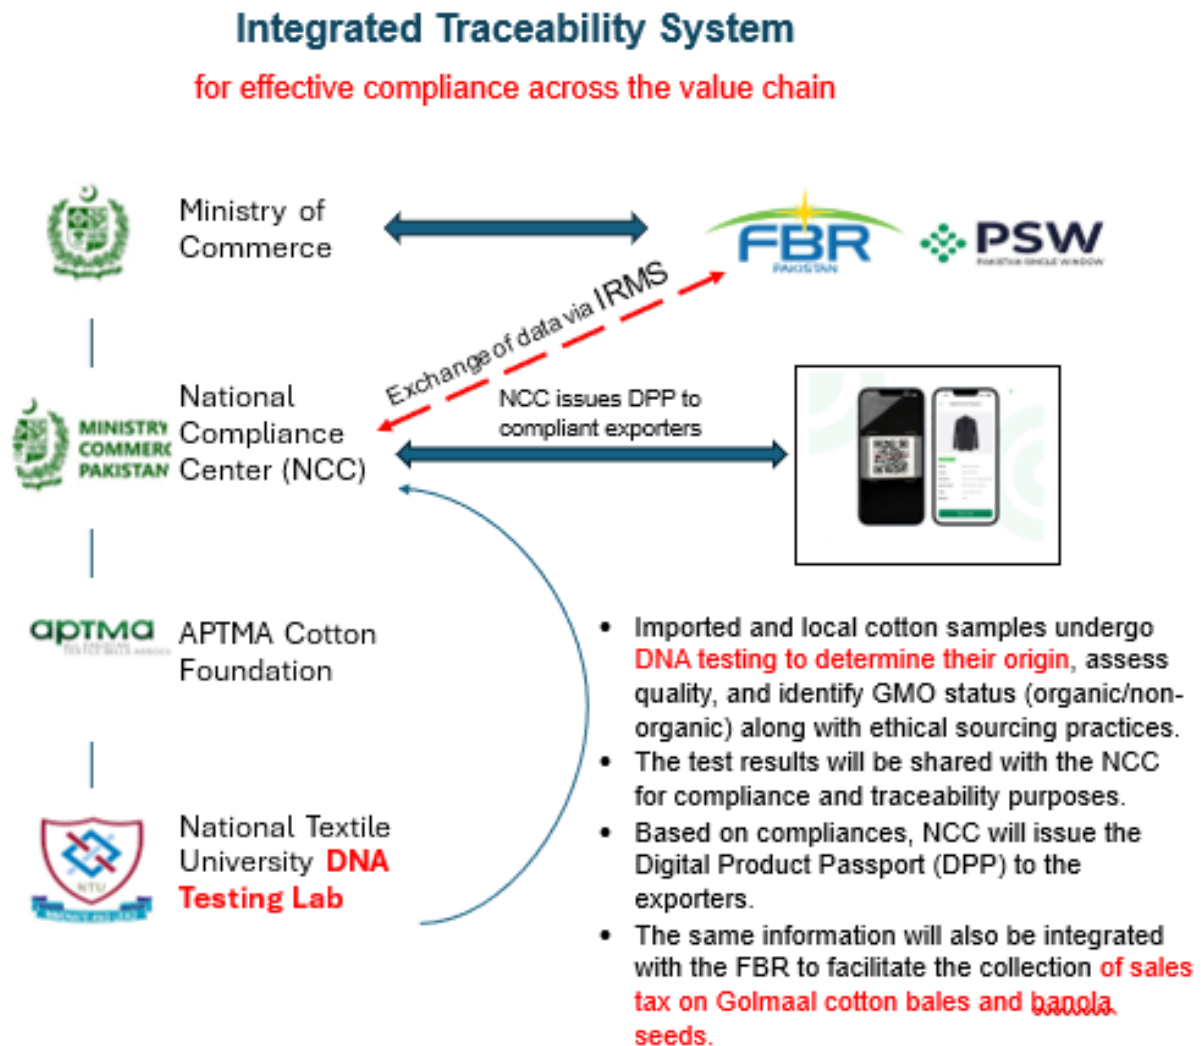 Integrated Traceability System
for effective compliance across the value chain
Ministry of
Commerce
FBR
PAKISTAN
PSW
PAKISTAN SINGLE WINDOW
Exchange of data via IRMS
National
Compliance
Center (NCC)
MINISTRY
COMMERC
PAKISTAN
NCC issues DPP to
compliant exporters
aPTMa
APTMA Cotton
Foundation
National Textile
University DNA
Testing Lab
NTU
• Imported and local cotton samples undergo
DNA testing to determine their origin, assess
quality, and identify GMO status (organic/non-
organic) along with ethical sourcing practices.
• The test results will be shared with the NCC
for compliance and traceability purposes.
• Based on compliances, NCC will issue the
Digital Product Passport (DPP) to the
exporters.
• The same information will also be integrated
with the FBR to facilitate the collection of sales
tax on Golmaal cotton bales and banola
seeds.